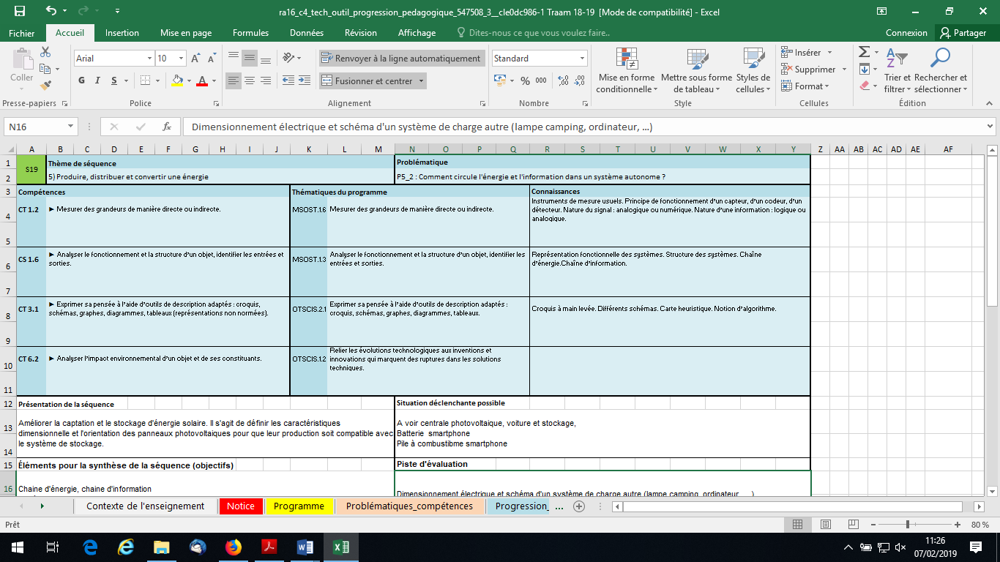 ra16_c4_tech_outil_progression_pedagogique_547508_3__cle0dc986-1 Traam 18-19 [Mode de compatibilité] - Excel
Fichier Accueil Insertion Mise en page Formules Données Révision Affichage Dites-nous ce que vous voulez faire.. Connexion Partager
Coller
Presse-papiers
Arial 10
G I S
Police
Renvoyer à la ligne automatiquement
Fusionner et centrer
Alignement
Standard
% 000
Nombre
Mise en forme conditionnelle
Mettre sous forme de tableau
Styles de cellules
Style
Insérer
Supprimer
Format
Cellules
Trier et filtrer
Rechercher et sélectionner
Édition
N16 fx Dimensionnement électrique et schéma d'un système de charge autre (lampe camping, ordinateur, ...)
A B C D E F G H I J K L M N O P Q R S T U V W X Y Z AA AB AC AD AE AF
1 S19 Thème de séquence Problématique
2 5) Produire, distribuer et convertir une énergie P5_2 : Comment circule l'énergie et l'information dans un système autonome ?
3 Compétences Thématiques du programme Connaissances
4 CT 1.2 ► Mesurer des grandeurs de manière directe ou indirecte. MSOST.1.6 Mesurer des grandeurs de manière directe ou indirecte.
Instruments de mesure usuels. Principe de fonctionnement d'un capteur, d'un codeur, d'un
détecteur. Nature du signal : analogique ou numérique. Nature d'une information : logique ou
analogique.
5
6 CS 1.6 ► Analyser le fonctionnement et la structure d'un objet, identifier les entrées et
sorties.
MSOST.1.3 Analyser le fonctionnement et la structure d'un objet, identifier les
entrées et sorties.
Représentation fonctionnelle des systèmes. Structure des systèmes. Chaîne
d'énergie.Chaîne d'information.
7
8 CT 3.1 ► Exprimer sa pensée à l'aide d'outils de description adaptés : croquis,
schémas, graphes, diagrammes, tableaux (représentations non normées).
OTSCIS.2.1 Exprimer sa pensée à l'aide d'outils de description adaptés :
croquis, schémas, graphes, diagrammes, tableaux.
Croquis à main levée. Différents schémas. Carte heuristique. Notion d'algorithme.
9
10 CT 6.2 ► Analyser l'impact environnemental d'un objet et de ses constituants.
OTSCIS.1.2 Relier les évolutions technologiques aux inventions et
innovations qui marquent des ruptures dans les solutions
techniques.
11
12 Présentation de la séquence Situation déclenchante possible
13 Améliorer la captation et le stockage d'énergie solaire. Il s'agit de définir les caractéristiques
dimensionnelle et l'orientation des panneaux photovoltaiques pour que leur production soit compatible avec
le système de stockage.
A voir centrale photovoltaique, voiture et stockage,
Batterie smartphone
Pile à combustibme smartphone
14
15 Éléments pour la synthèse de la séquence (objectifs) Piste d'évaluation
16 Chaine d'énergie, chaine d'information
Dimensionnement électrique et schéma d'un système de charge autre (lampe camping, ordinateur, ...)
Contexte de l'enseignement Notice Programme Problématiques_compétences Progression_ ...
Prêt 80 %
11:26
07/02/2019